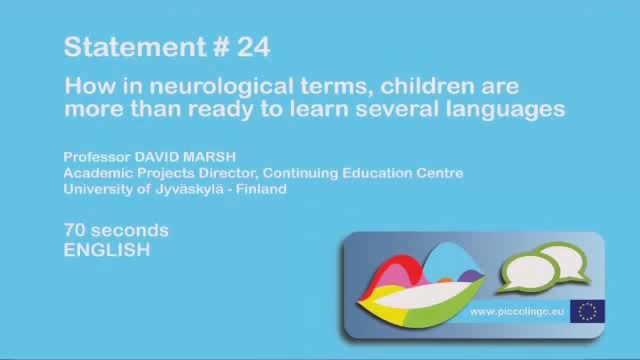 Statement # 24
How in neurological terms, children are
more than ready to learn several languages
Professor DAVID MARSH
Academic Projects Director, Continuing Education Centre
University of Jyväskylä - Finland
70 seconds
ENGLISH
www.piccolingo.eu